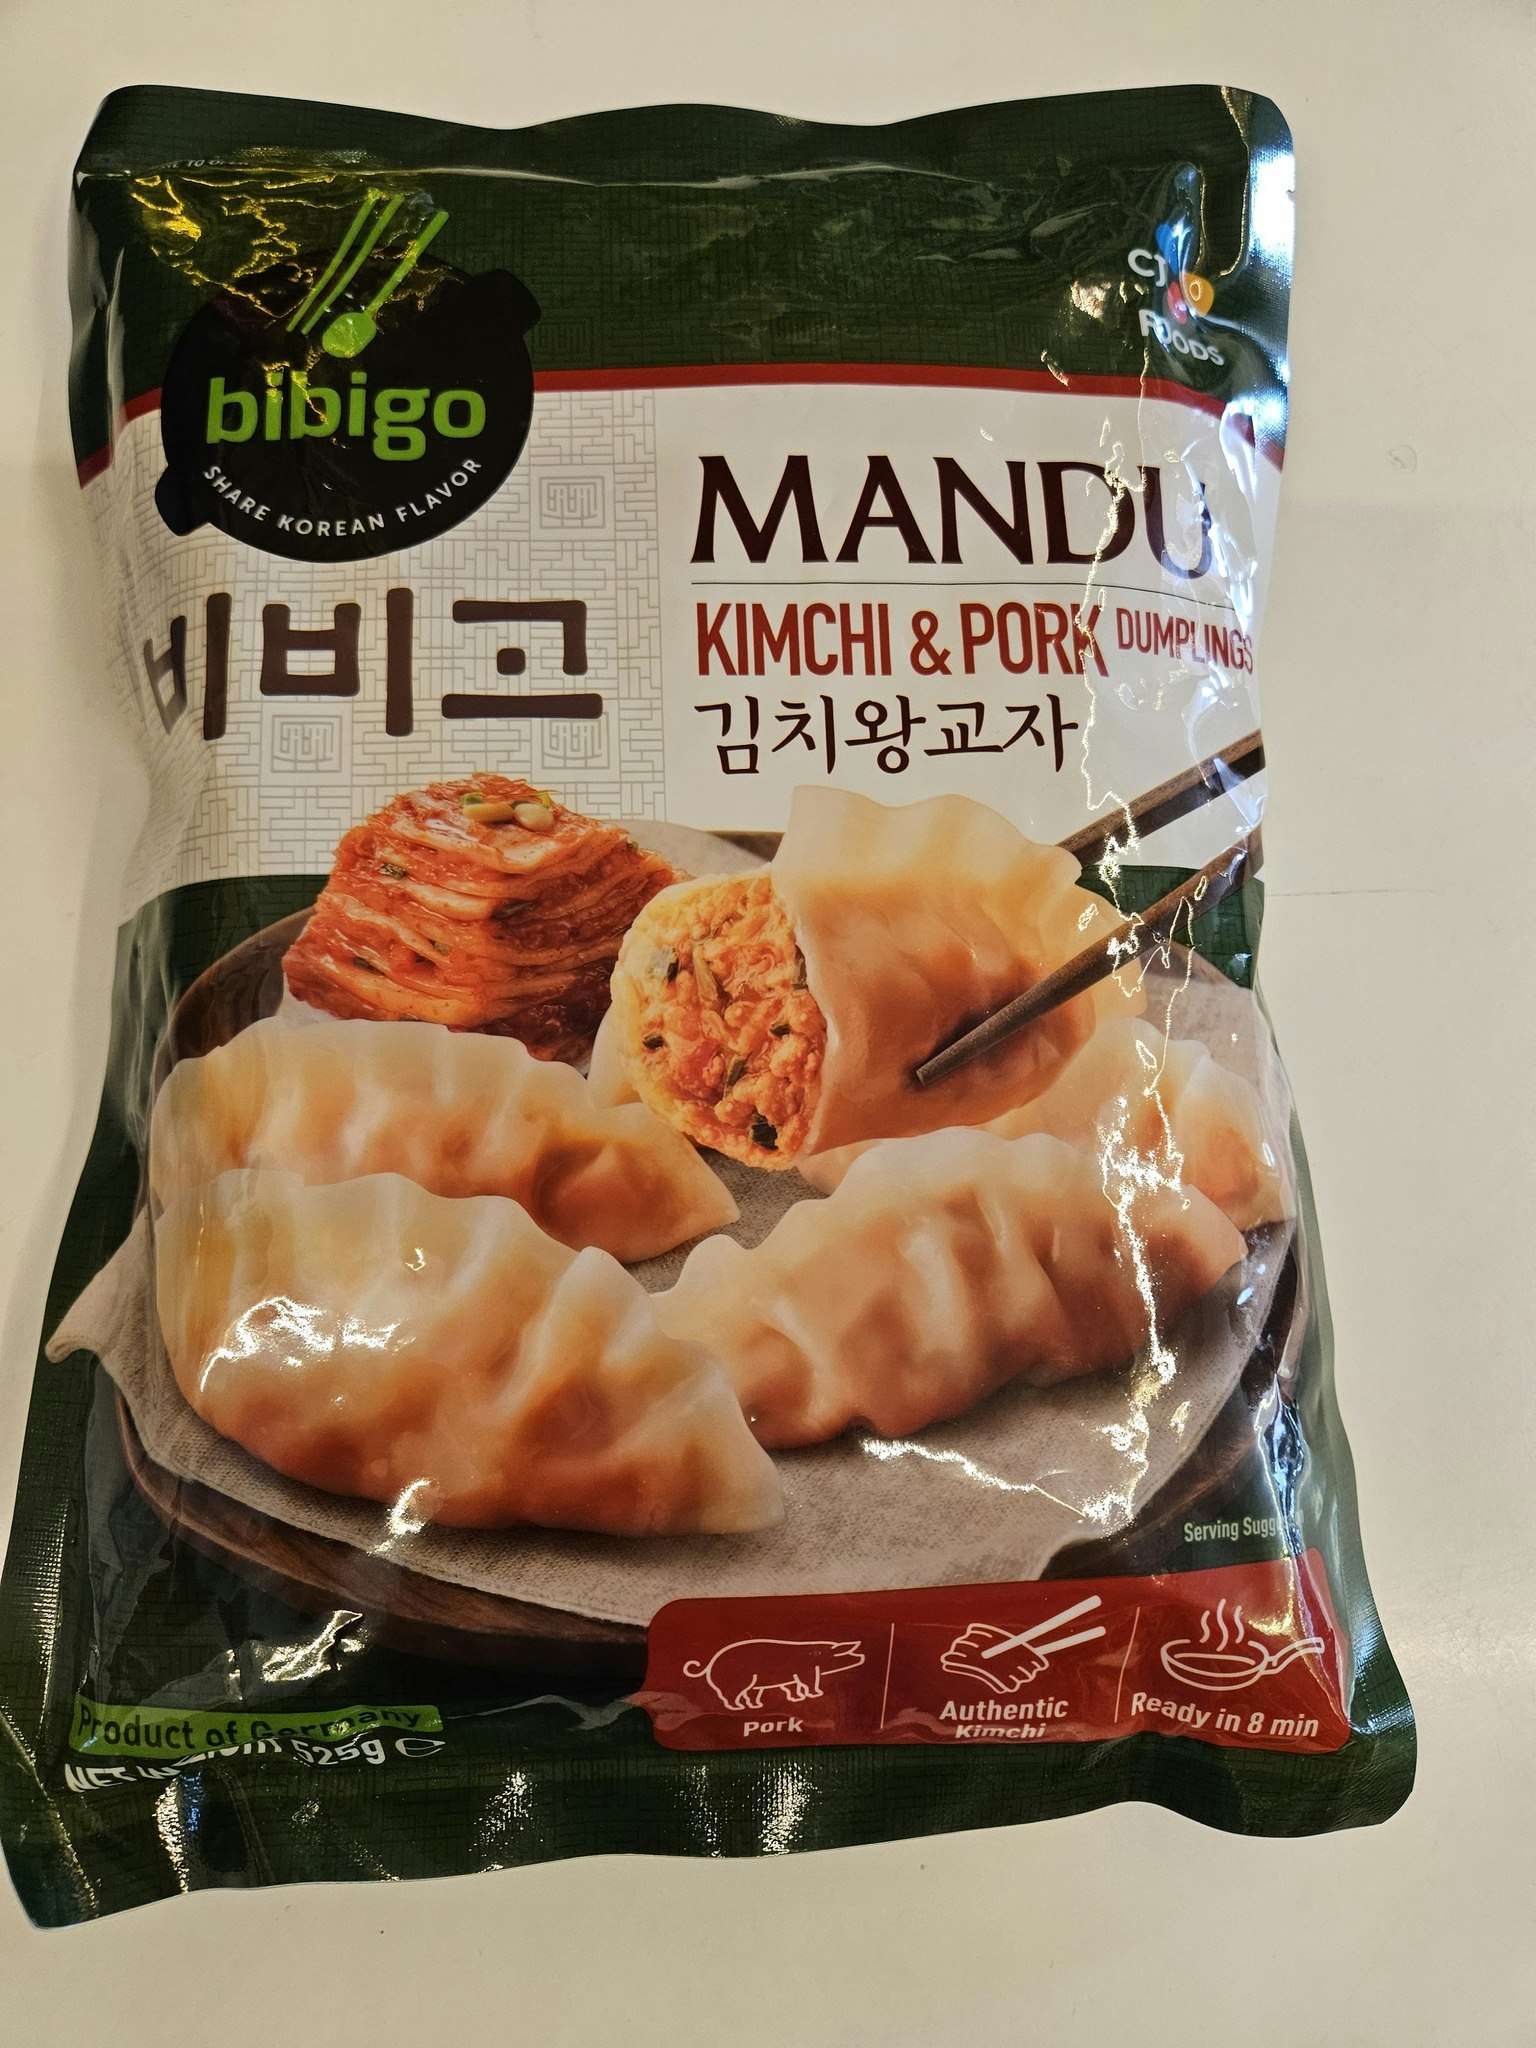 bibigo
SHARE KOREAN FLAVOR
CJ
FOODS
비비고
MANDU
KIMCHI & PORK DUMPLINGS
김치왕교자
Serving
Pork
Authentic
Kimchi
Ready in 8 min
Product of Germany
NET 525g ℮